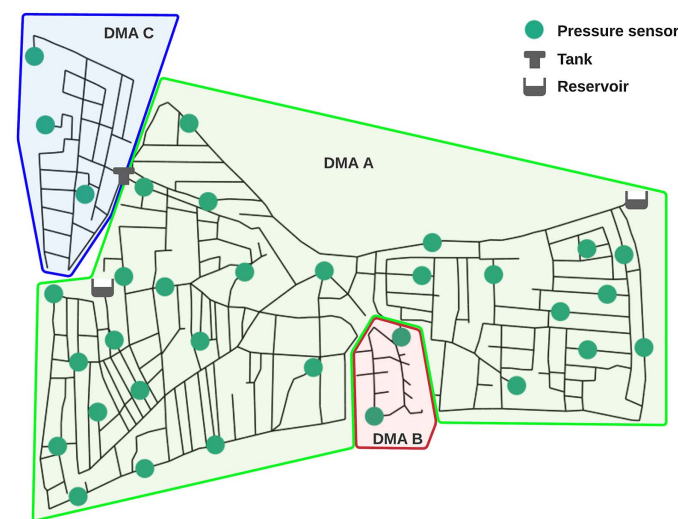 DMA C
Pressure sensor
Tank
Reservoir
DMA A
DMA B